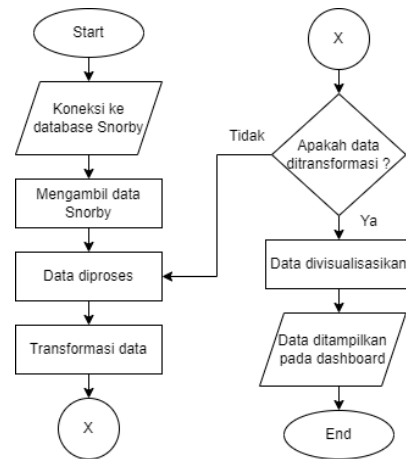 Start
Koneksi ke
database Snorby
Mengambil data
Snorby
Data diproses
Transformasi data
X
X
Apakah data
ditransformasi ?
Tidak
Ya
Data divisualisasikan
Data ditampilkan
pada dashboard
End